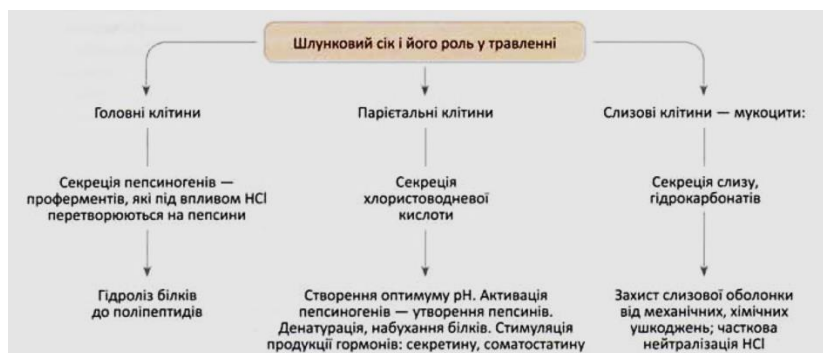 Шлунковий сік і його роль у травленні
Головні клітини
Парієтальні клітини
Слизові клітини — мукоцити:
Секреція пепсиногенів —
проферментів, які під впливом HCl
перетворюються на пепсини
Секреція
хлористоводневої
кислоти
Секреція слизу,
гідрокарбонатів
Гідроліз білків
до поліпептидів
Створення оптимуму pH. Активація
пепсиногенів — утворення пепсинів.
Денатурація, набухання білків. Стимуляція
продукції гормонів: секретину, соматостатину
Захист слизової оболонки
від механічних, хімічних
ушкоджень; часткова
нейтралізація HCl